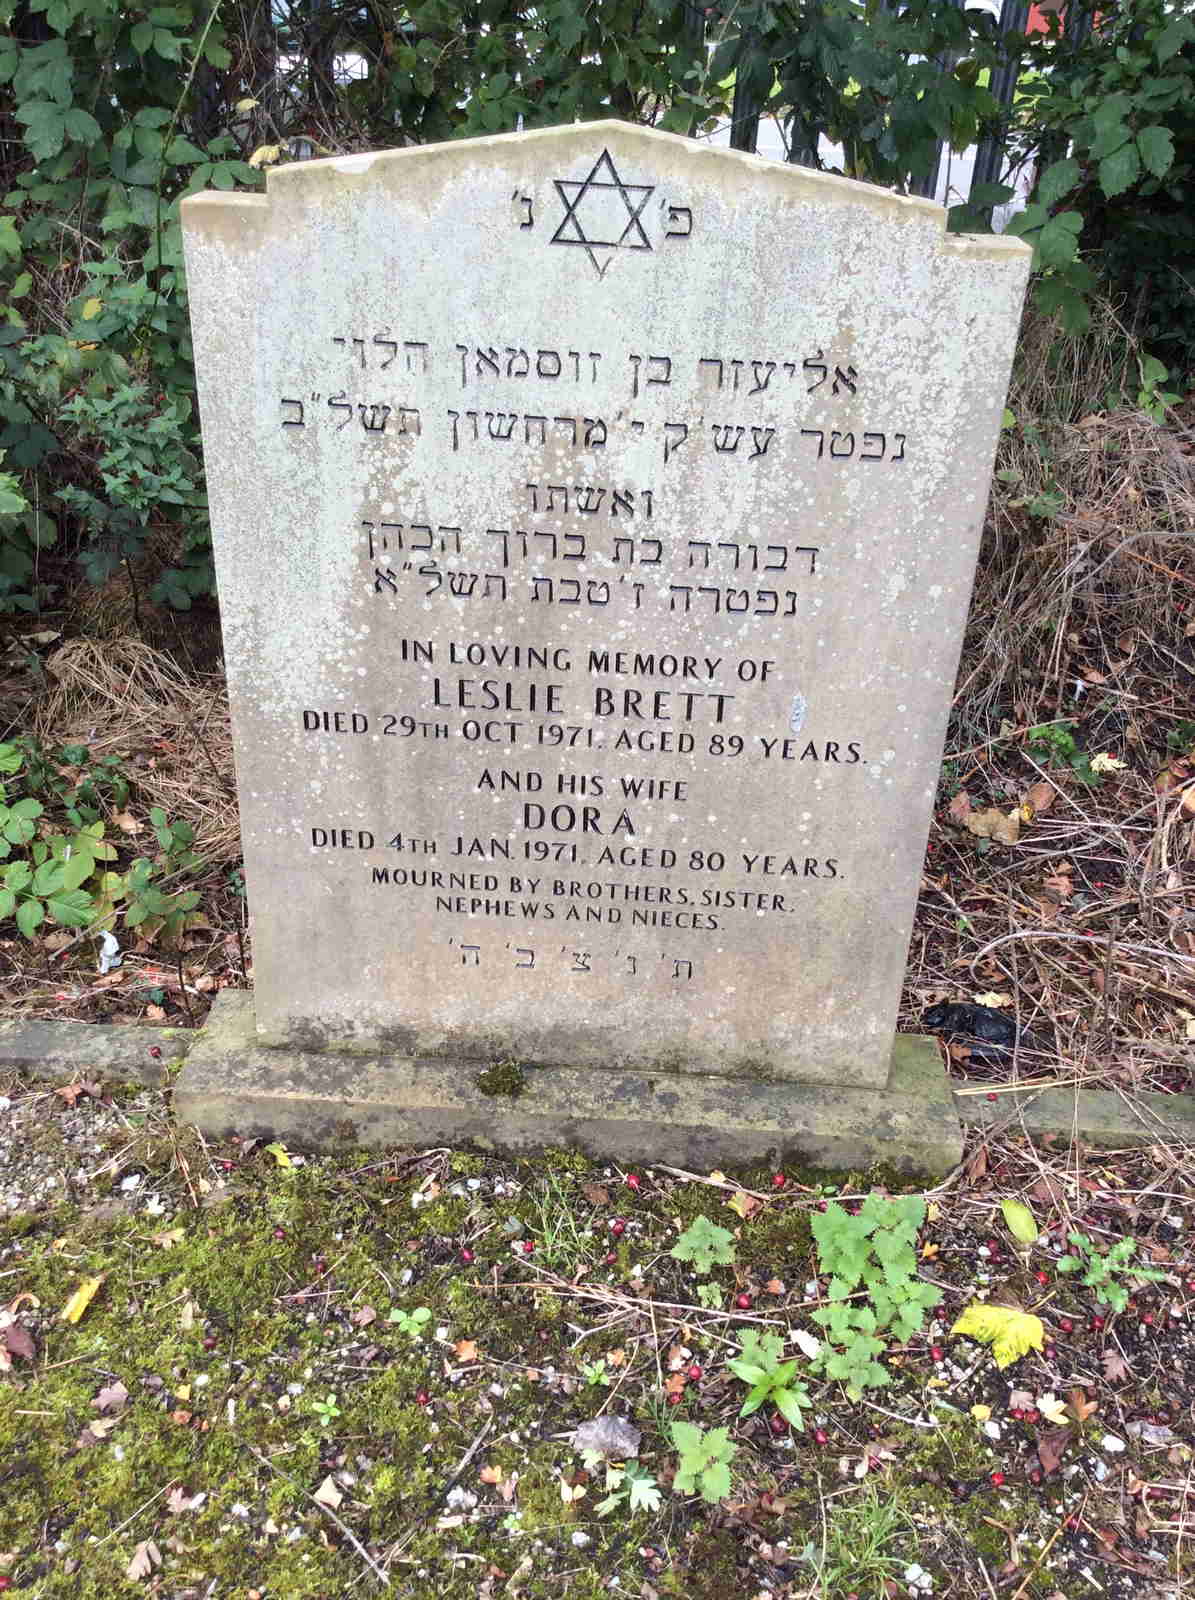 פ' נ'
אליעזר בן זוסמאן הלוי
נפטר עש"ק י' מרחשון תשל"ב
ואשתו
דבורה בת ברוך הכהן
נפטרה ז' טבת תשל"א
IN LOVING MEMORY OF
LESLIE BRETT
DIED 29TH OCT 1971. AGED 89 YEARS.
AND HIS WIFE
DORA
DIED 4TH JAN. 1971. AGED 80 YEARS.
MOURNED BY BROTHERS, SISTER,
NEPHEWS AND NIECES.
ת' נ' צ' ב' ה'